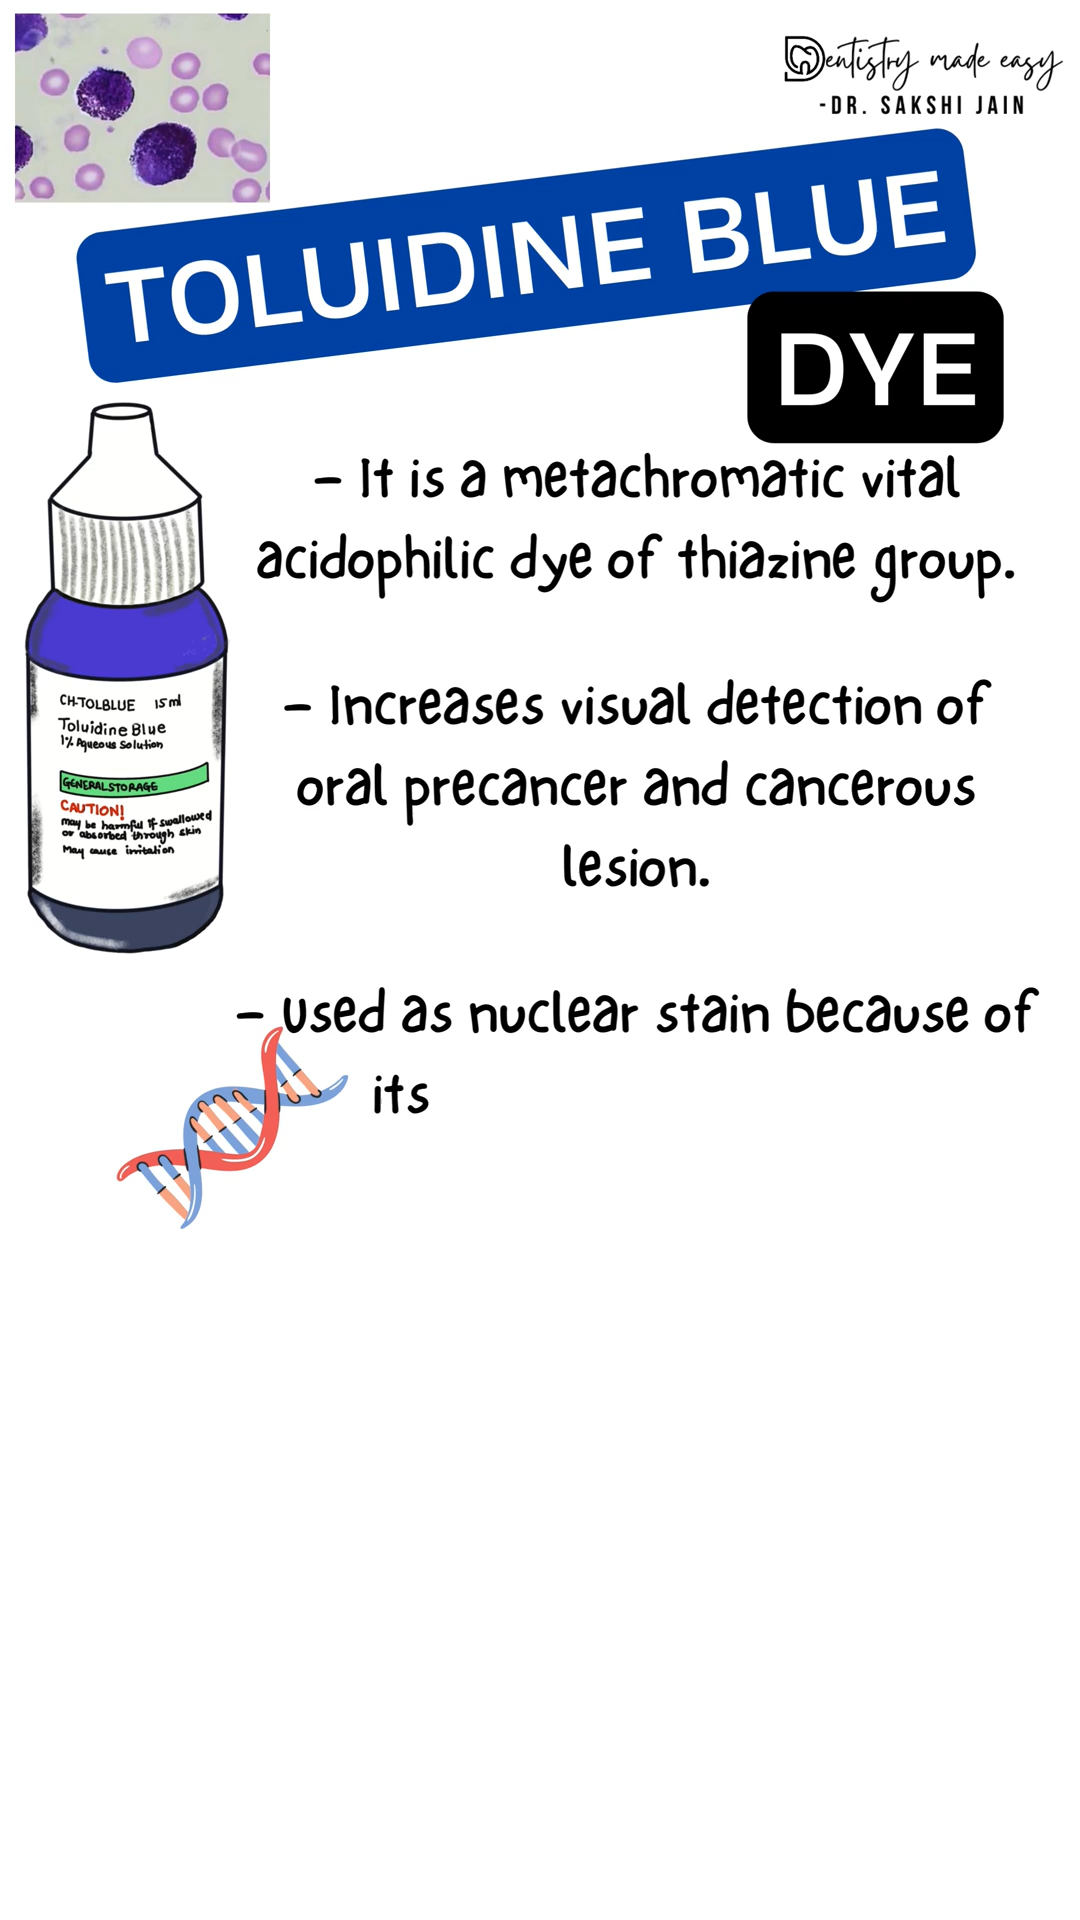 Dentistry made easy
-DR. SAKSHI JAIN
TOLUIDINE BLUE
DYE
- It is a metachromatic vital
acidophilic dye of thiazine group.
- Increases visual detection of
oral precancer and cancerous
lesion.
- used as nuclear stain because of
its
CH-TOLBLUE 15 ml
Toluidine Blue
1% Aqueous Solution
GENERAL STORAGE
CAUTION!
may be harmful if swallowed
or absorbed through skin
May cause irritation